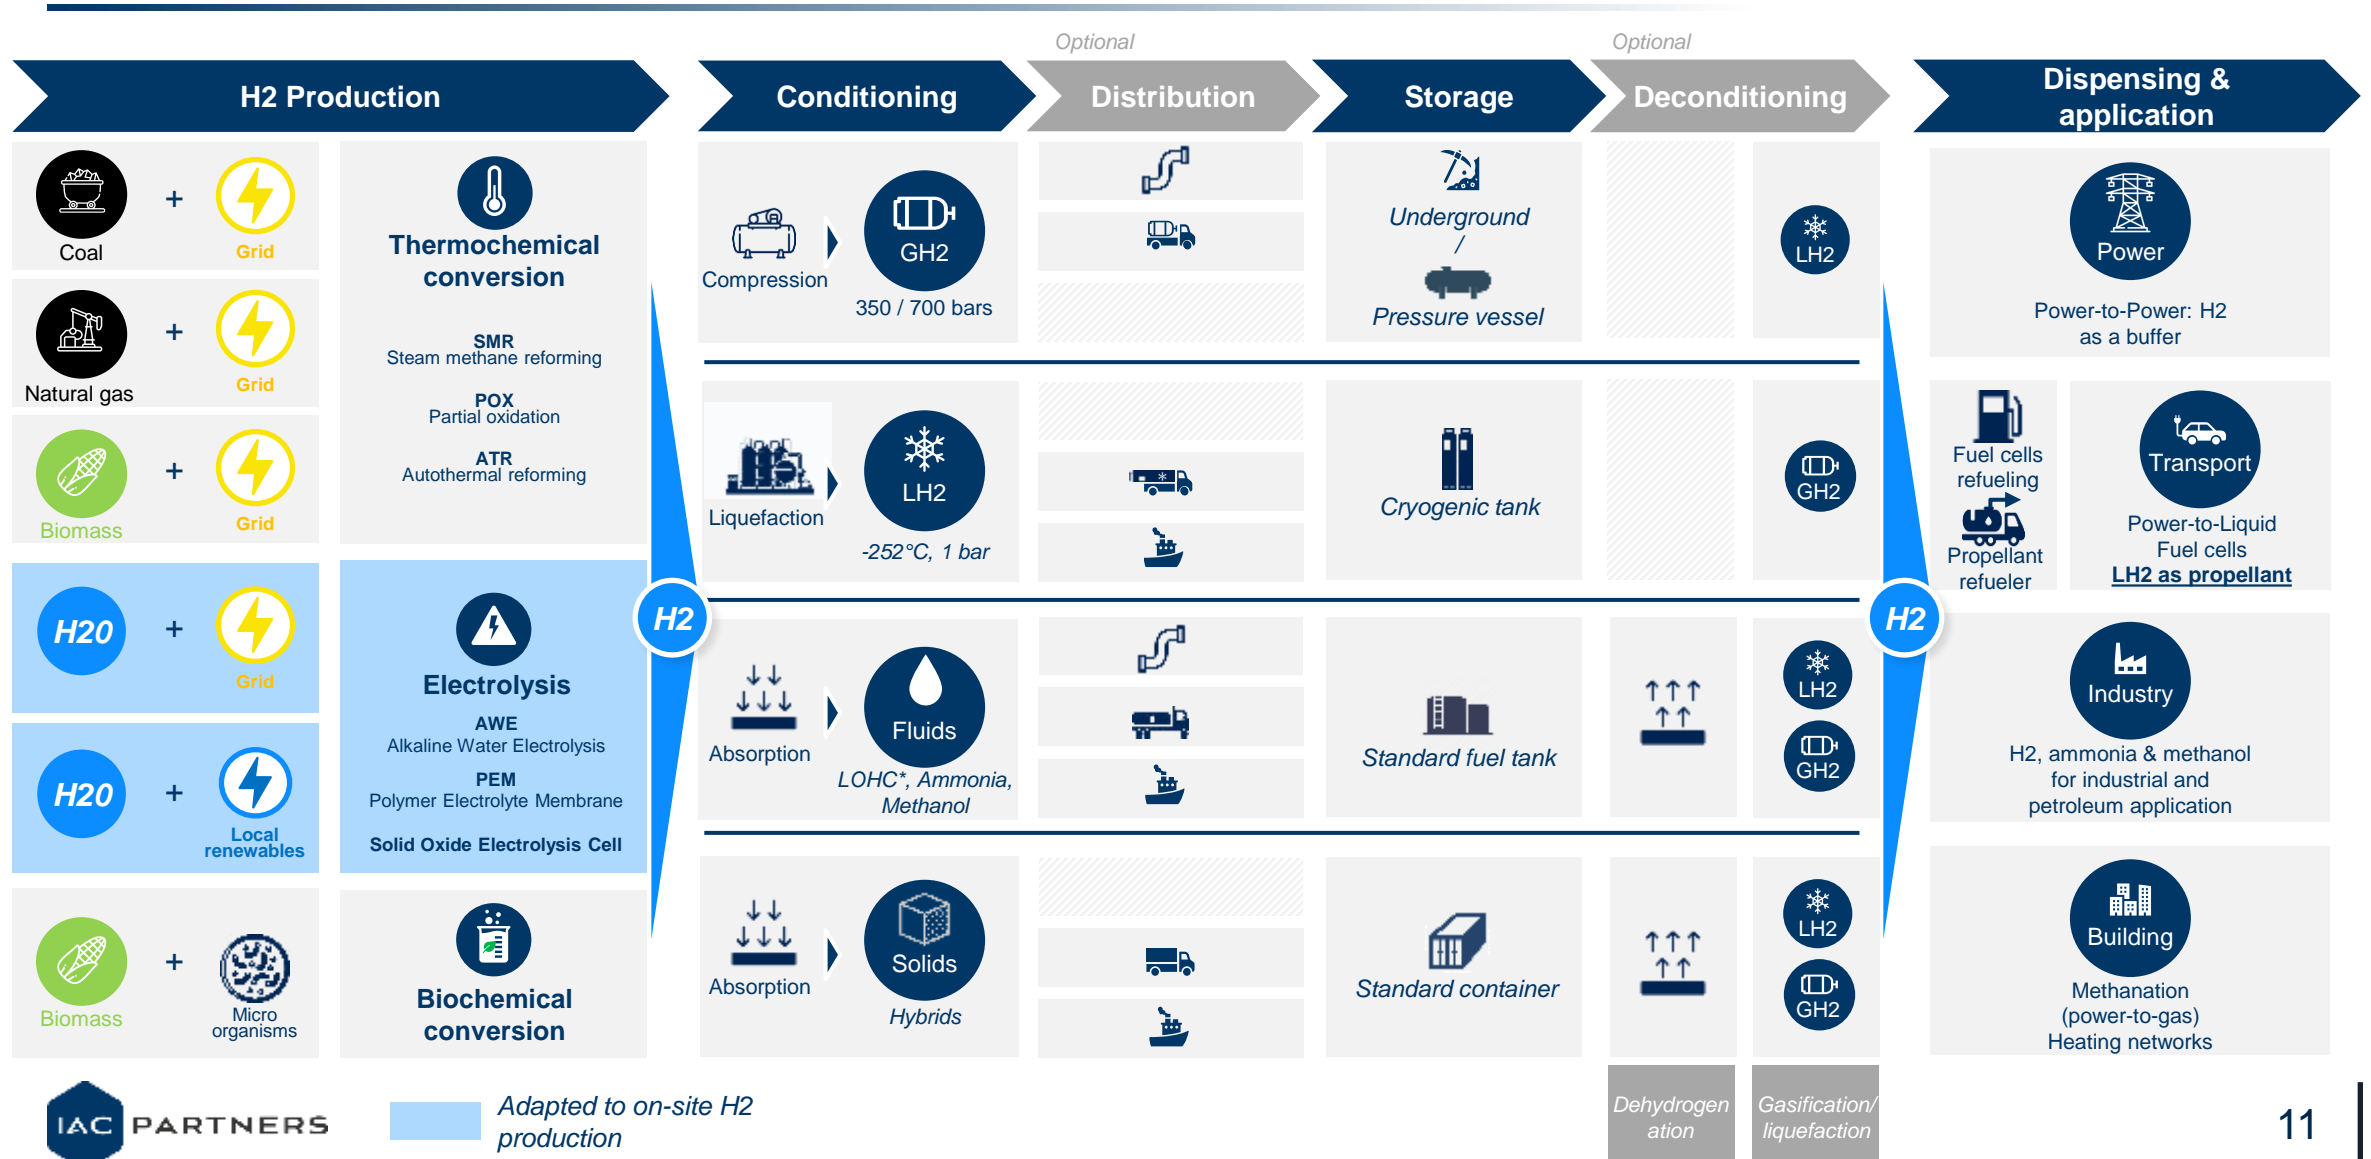 Optional
Optional
H2 Production
Conditioning
Distribution
Storage
Deconditioning
Dispensing &
application
Coal
+
Grid
Natural gas
+
Grid
Biomass
+
Grid
H20
+
Grid
H20
+
Local
renewables
Biomass
+
Micro
organisms
Thermochemical
conversion
SMR
Steam methane reforming
POX
Partial oxidation
ATR
Autothermal reforming
Electrolysis
AWE
Alkaline Water Electrolysis
PEM
Polymer Electrolyte Membrane
Solid Oxide Electrolysis Cell
Biochemical
conversion
H2
Compression
GH2
350 / 700 bars
Underground
/
Pressure vessel
LH2
Liquefaction
LH2
-252°C, 1 bar
Cryogenic tank
GH2
Absorption
Fluids
LOHC*, Ammonia,
Methanol
Standard fuel tank
LH2
GH2
Absorption
Solids
Hybrids
Standard container
LH2
GH2
H2
Power
Power-to-Power: H2
as a buffer
Fuel cells
refueling
Propellant
refueler
Transport
Power-to-Liquid
Fuel cells
LH2 as propellant
Industry
H2, ammonia & methanol
for industrial and
petroleum application
Building
Methanation
(power-to-gas)
Heating networks
IAC PARTNERS
Adapted to on-site H2
production
Dehydrogen
ation
Gasification/
liquefaction
11